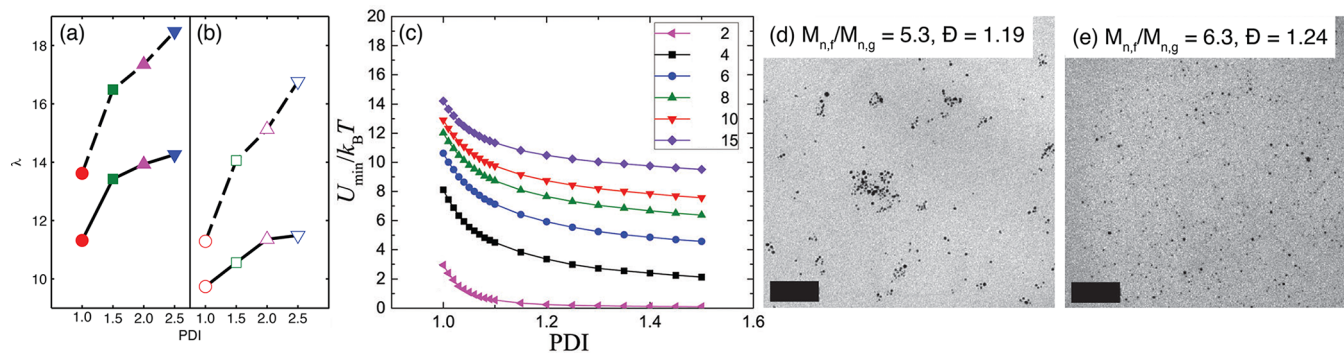 (a)
18
16
14
12
10
λ
1.0 1.5 2.0 2.5
PDI
(b)
1.0 1.5 2.0 2.5
(c)
20
18
16
14
12
10
8
6
4
2
0
U_min/k_BT
2
4
6
8
10
15
1.0 1.2 1.4 1.6
PDI
(d) M_n,f/M_n,g = 5.3, Đ = 1.19
(e) M_n,f/M_n,g = 6.3, Đ = 1.24